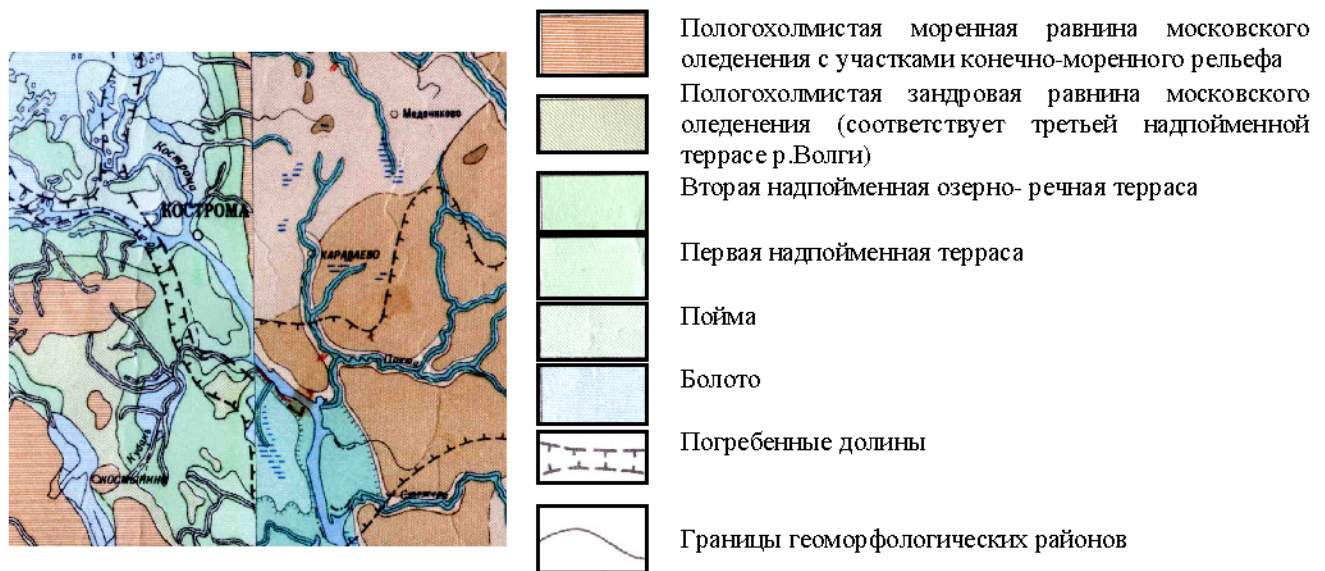 Пологохолмистая моренная равнина московского
оледенения с участками конечно-моренного рельефа
Пологохолмистая зандровая равнина московского
оледенения (соответствует третьей надпойменной
террасе р.Волги)
Вторая надпойменная озерно- речная терраса
Первая надпойменная терраса
Пойма
Болото
Погребенные долины
Границы геоморфологических районов
Кострома
КОСТРОМА
КАРАВАЕВО
Кубань